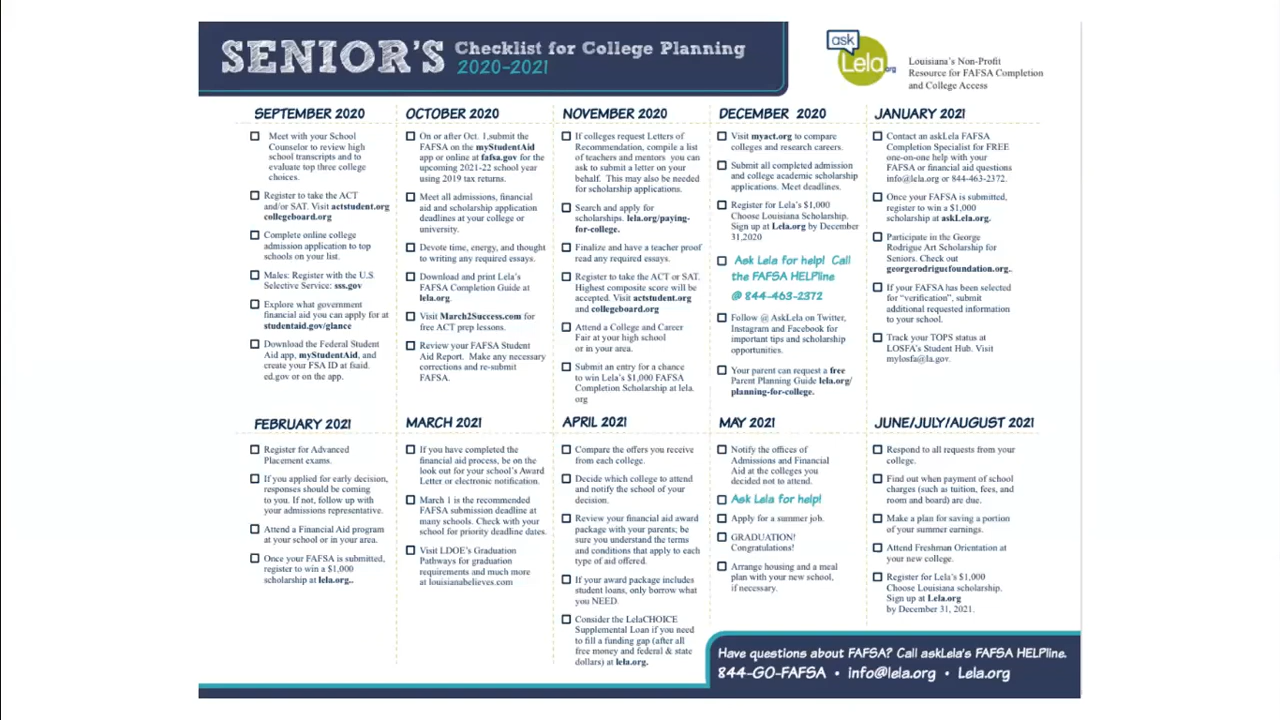 SENIOR'S Checklist for College Planning
2020-2021
ask
Lela.org
Louisiana's Non-Profit
Resource for FAFSA Completion
and College Access
SEPTEMBER 2020
Meet with your School
Counselor to review high
school transcripts and to
evaluate top three college
choices.
Register to take the ACT
and/or SAT. Visit actstudent.org
collegeboard.org
Complete online college
admission application to top
schools on your list.
Males: Register with the U.S.
Selective Service: sss.gov
Explore what government
financial aid you can apply for at
studentaid.gov/glance
Download the Federal Student
Aid app, myStudentAid, and
create your FSA ID at fsaid.
ed.gov or on the app.
OCTOBER 2020
On or after Oct. 1,submit the
FAFSA on the myStudentAid
app or online at fafsa.gov for the
upcoming 2021-22 school year
using 2019 tax returns.
Meet all admissions, financial
aid and scholarship application
deadlines at your college or
university.
Devote time, energy, and thought
to writing any required essays.
Download and print Lela's
FAFSA Completion Guide at
lela.org.
Visit March2Success.com for
free ACT prep lessons.
Review your FAFSA Student
Aid Report. Make any necessary
corrections and re-submit
FAFSA.
NOVEMBER 2020
If colleges request Letters of
Recommendation, compile a list
of teachers and mentors you can
ask to submit a letter on your
behalf. This may also be needed
for scholarship applications.
Search and apply for
scholarships. lela.org/paying-
for-college.
Finalize and have a teacher proof
read any required essays.
Register to take the ACT or SAT.
Highest composite score will be
accepted. Visit actstudent.org
and collegeboard.org
Attend a College and Career
Fair at your high school
or in your area.
Submit an entry for a chance
to win Lela's $1,000 FAFSA
Completion Scholarship at lela.
org
DECEMBER 2020
Visit myact.org to compare
colleges and research careers.
Submit all completed admission
and college academic scholarship
applications. Meet deadlines.
Register for Lela's $1,000
Choose Louisiana Scholarship.
Sign up at Lela.org by December
31,2020
Ask Lela for help! Call
the FAFSA HELPline
@ 844-463-2372
Follow @ AskLela on Twitter,
Instagram and Facebook for
important tips and scholarship
opportunities.
Your parent can request a free
Parent Planning Guide lela.org/
planning-for-college.
JANUARY 2021
Contact an askLela FAFSA
Completion Specialist for FREE
one-on-one help with your
FAFSA or financial aid questions
info@lela.org or 844-463-2372.
Once your FAFSA is submitted,
register to win a $1,000
scholarship at askLela.org.
Participate in the George
Rodrigue Art Scholarship for
Seniors. Check out
georgerodriguefoundation.org..
If your FAFSA has been selected
for "verification", submit
additional requested information
to your school.
Track your TOPS status at
LOSFA's Student Hub. Visit
mylosfa@la.gov.
FEBRUARY 2021
Register for Advanced
Placement exams.
If you applied for early decision,
responses should be coming
to you. If not, follow up with
your admissions representative.
Attend a Financial Aid program
at your school or in your area.
Once your FAFSA is submitted,
register to win a $1,000
scholarship at lela.org..
MARCH 2021
If you have completed the
financial aid process, be on the
look out for your school's Award
Letter or electronic notification.
March 1 is the recommended
FAFSA submission deadline at
many schools. Check with your
school for priority deadline dates.
Visit LDOE's Graduation
Pathways for graduation
requirements and much more
at louisianabelieves.com
APRIL 2021
Compare the offers you receive
from each college.
Decide which college to attend
and notify the school of your
decision.
Review your financial aid award
package with your parents; be
sure you understand the terms
and conditions that apply to each
type of aid offered.
If your award package includes
student loans, only borrow what
you NEED.
Consider the LelaCHOICE
Supplemental Loan if you need
to fill a funding gap (after all
free money and federal & state
dollars) at lela.org.
MAY 2021
Notify the offices of
Admissions and Financial
Aid at the colleges you
decided not to attend.
Ask Lela for help!
Apply for a summer job.
GRADUATION!
Congratulations!
Arrange housing and a meal
plan with your new school,
if necessary.
JUNE/JULY/AUGUST 2021
Respond to all requests from your
college.
Find out when payment of school
charges (such as tuition, fees, and
room and board) are due.
Make a plan for saving a portion
of your summer earnings.
Attend Freshman Orientation at
your new college.
Register for Lela's $1,000
Choose Louisiana scholarship.
Sign up at Lela.org
by December 31, 2021.
Have questions about FAFSA? Call askLela's FAFSA HELPline.
844-GO-FAFSA • info@lela.org • Lela.org